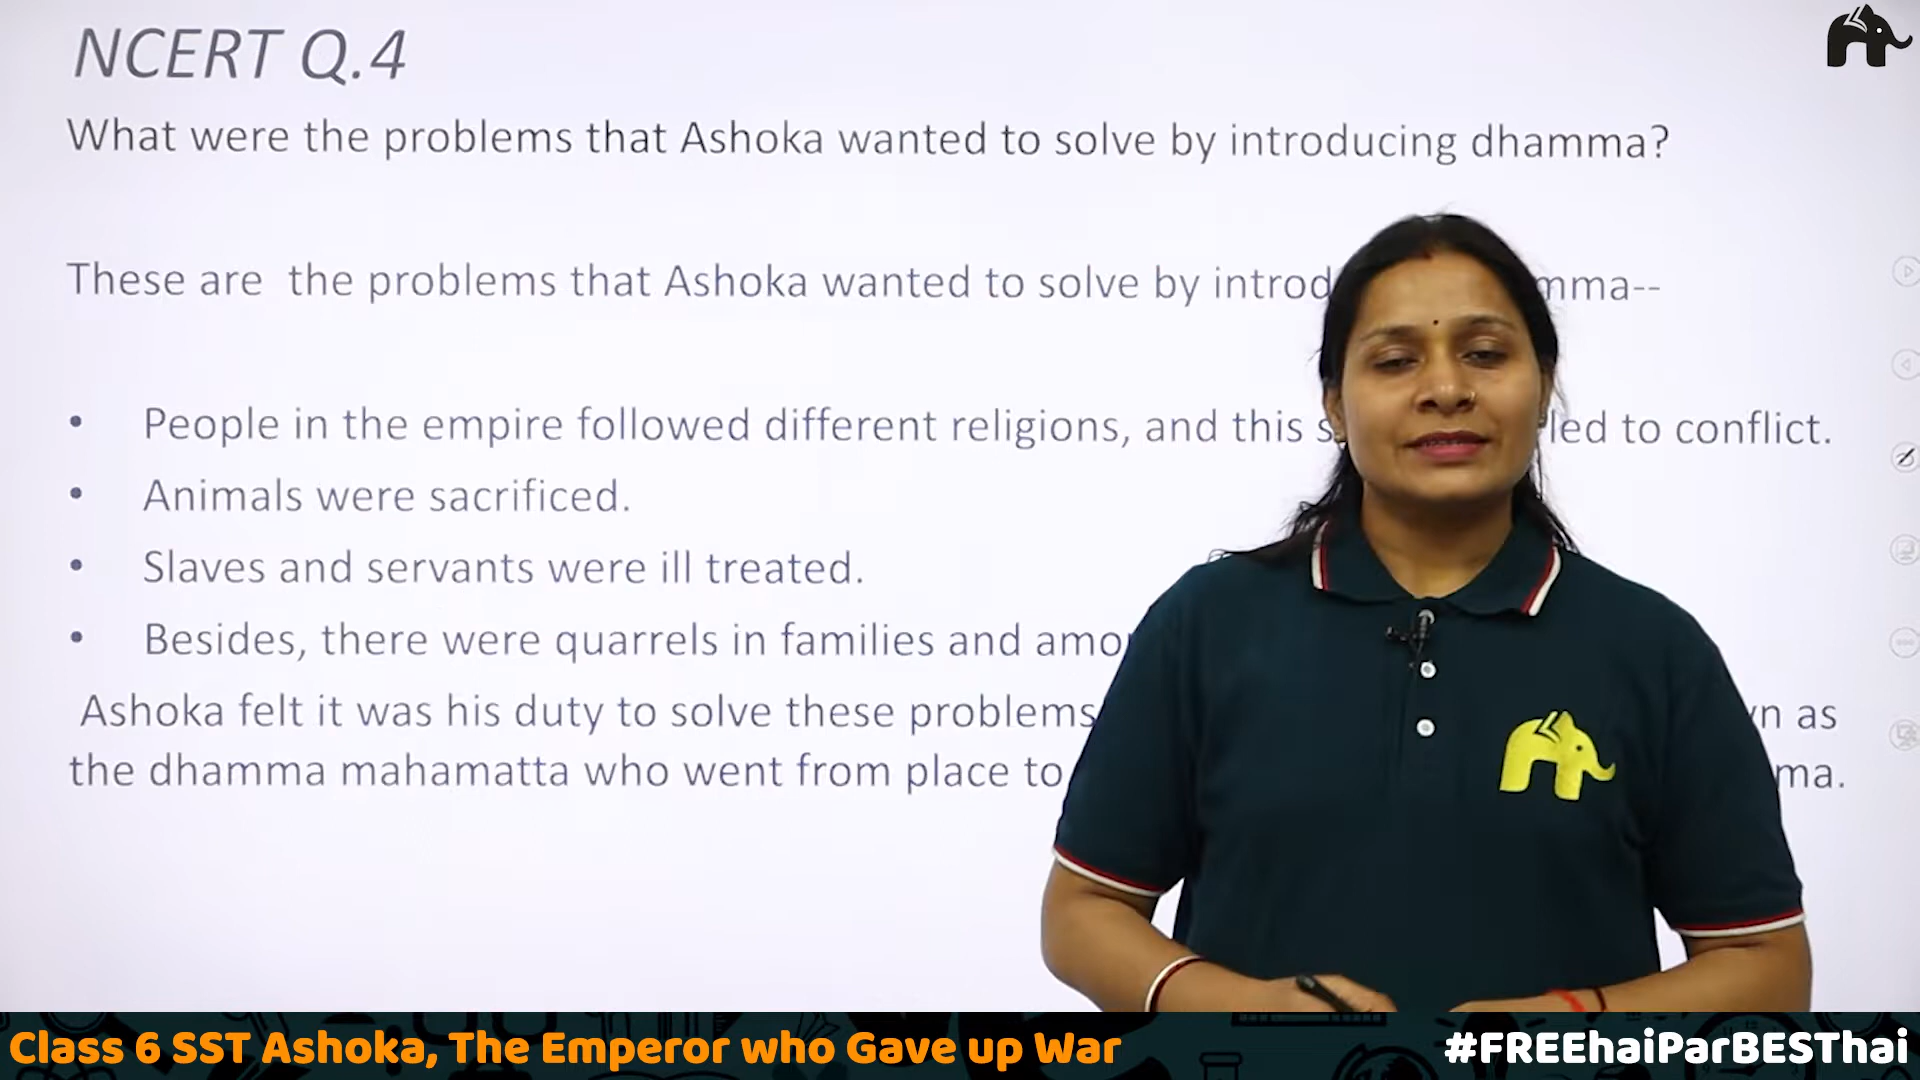 NCERT Q.4
What were the problems that Ashoka wanted to solve by introducing dhamma?
These are the problems that Ashoka wanted to solve by introd mma--
• People in the empire followed different religions, and this s led to conflict.
• Animals were sacrificed.
• Slaves and servants were ill treated.
• Besides, there were quarrels in families and amo
Ashoka felt it was his duty to solve these problems wn as
the dhamma mahamatta who went from place to ma.
Class 6 SST Ashoka, The Emperor who Gave up War #FREEhaiParBESThai